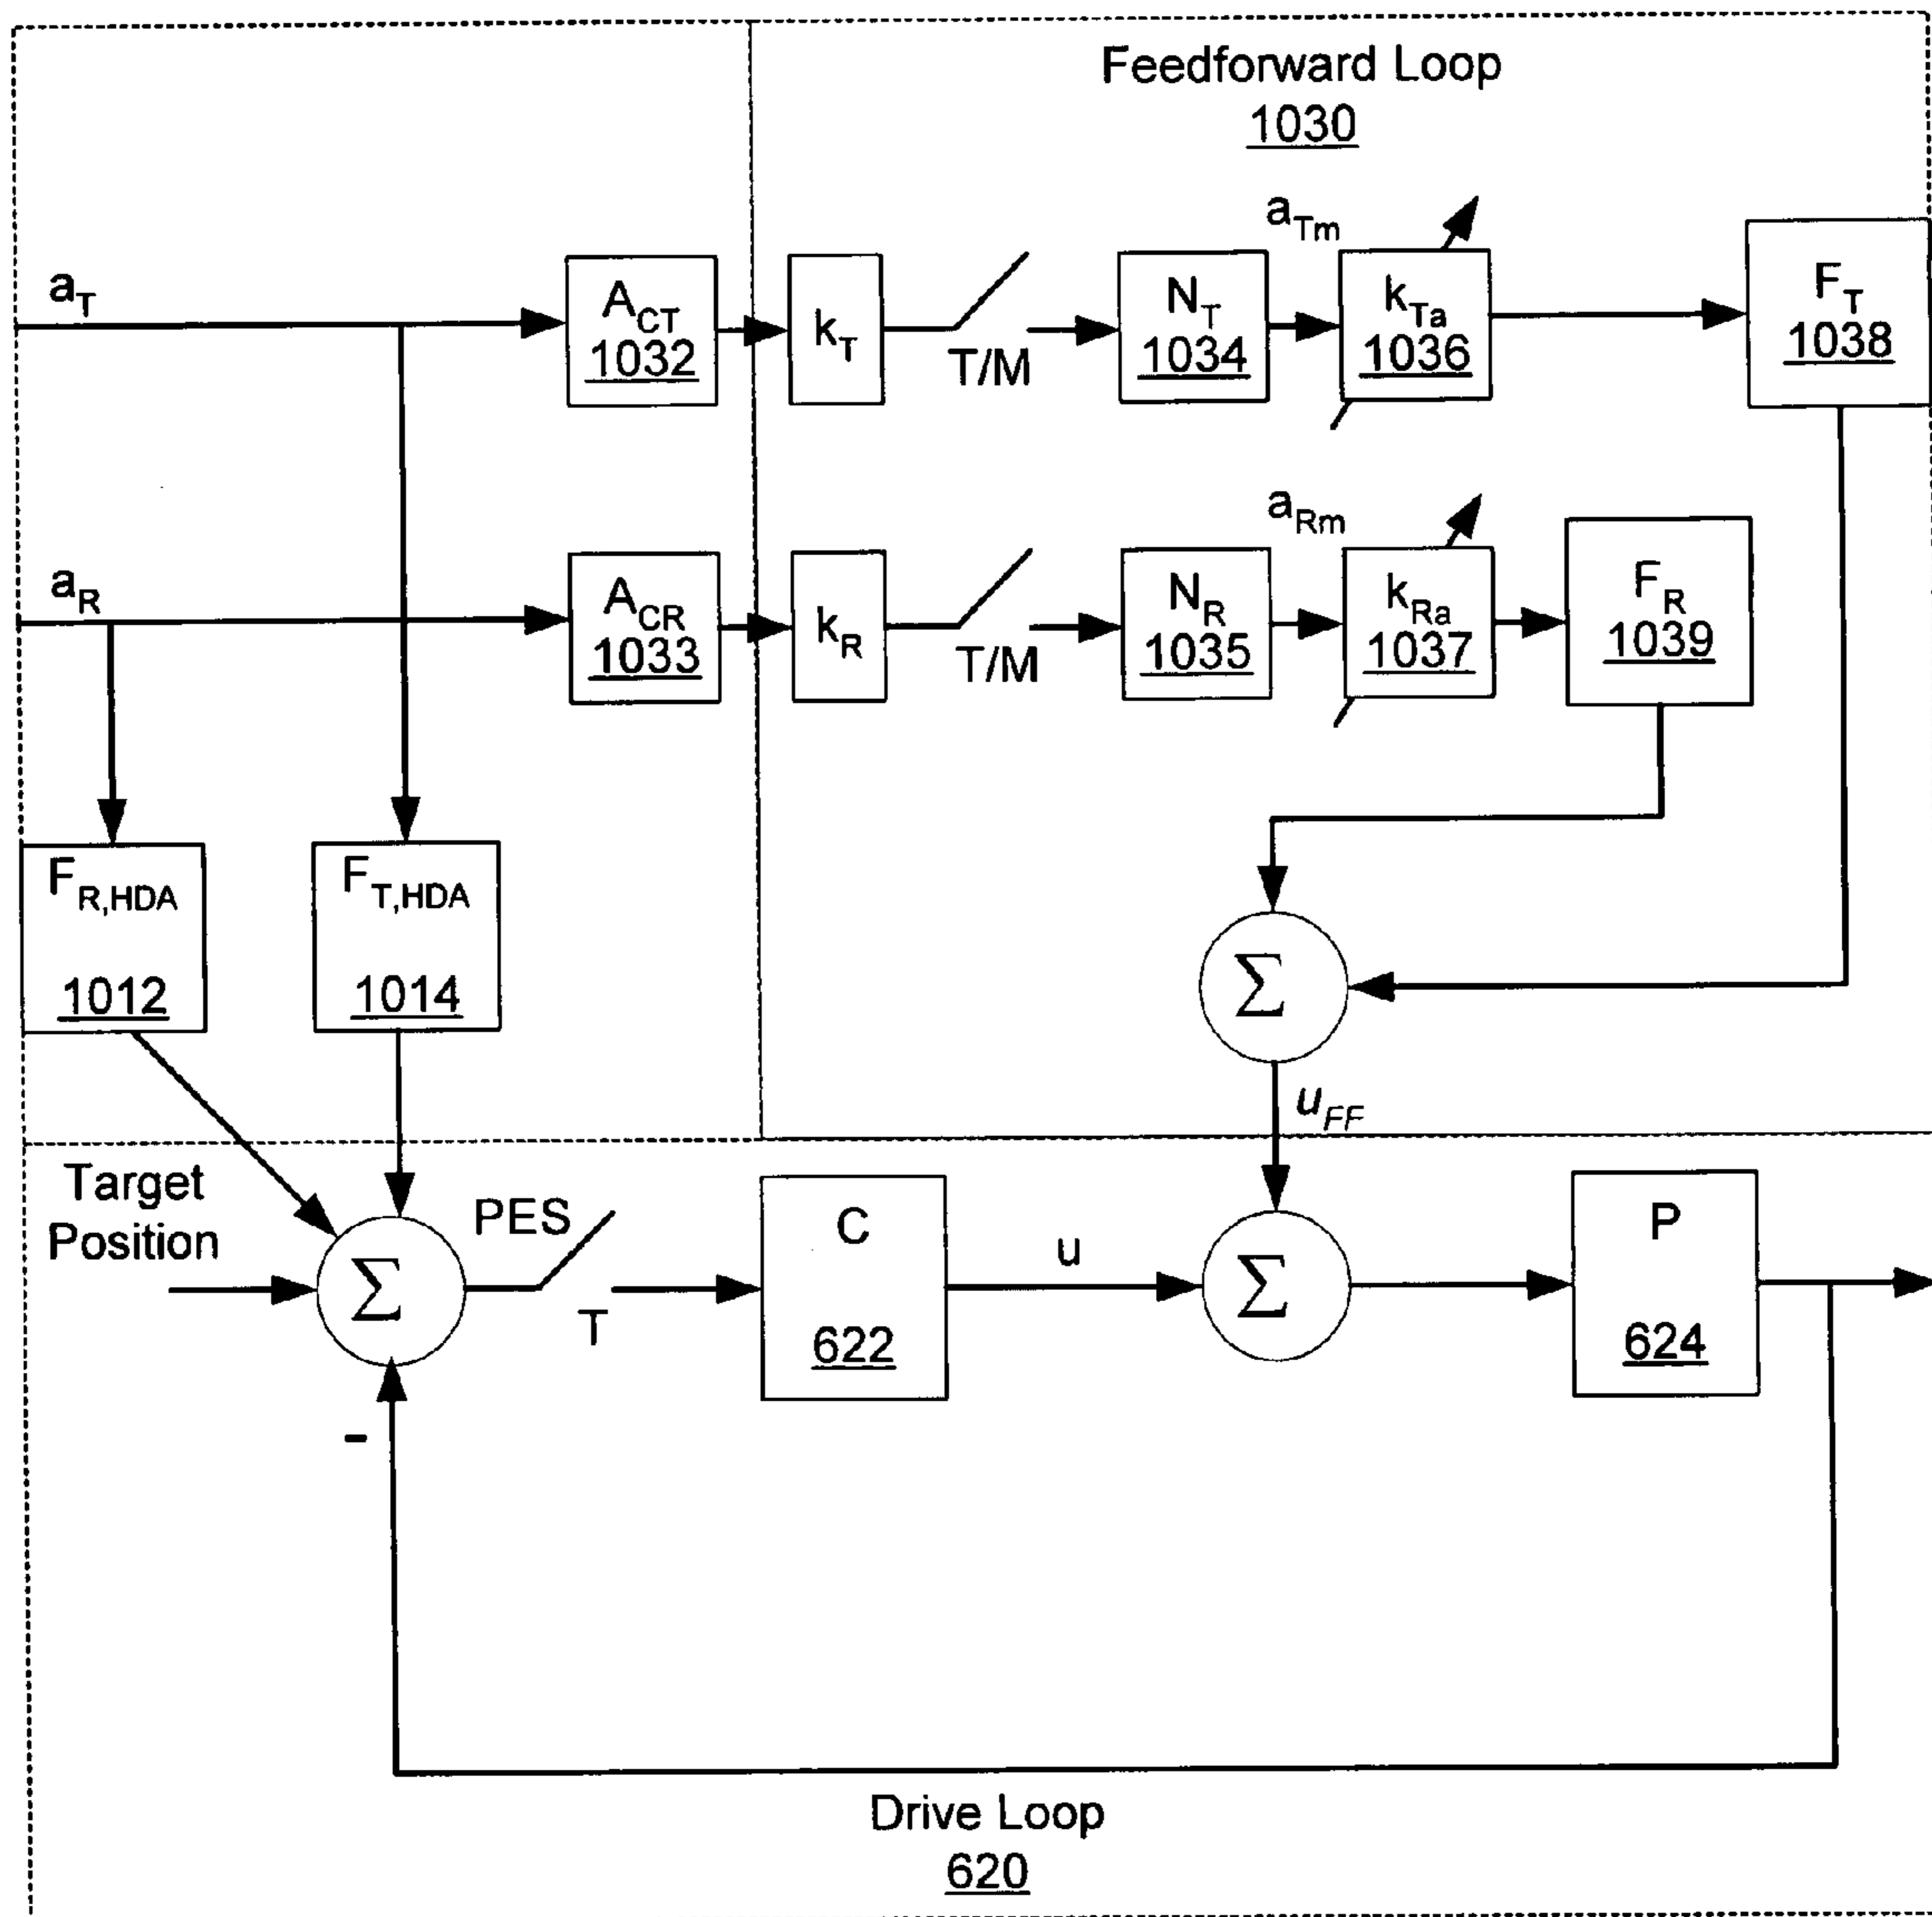 Feedforward Loop
1030
a_T
A_CT
1032
k_T
T/M
N_T
1034
a_Tm
k_Ta
1036
F_T
1038
a_R
A_CR
1033
k_R
T/M
N_R
1035
a_Rm
k_Ra
1037
F_R
1039
F_R,HDA
1012
F_T,HDA
1014
Σ
u_FF
Target
Position
Σ
PES
T
C
622
u
Σ
P
624
-
Drive Loop
620